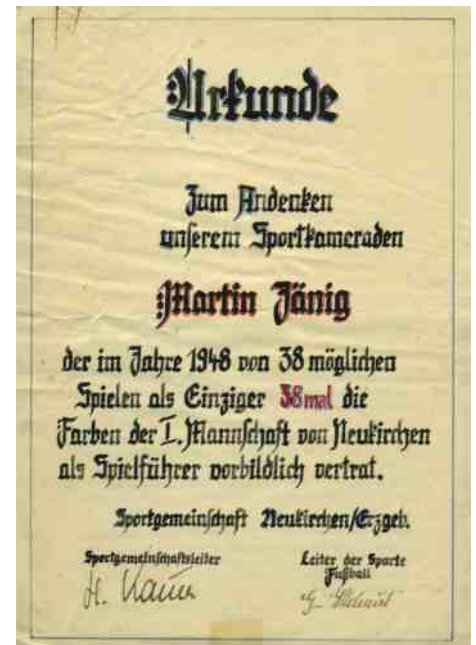 Urkunde
Zum Andenken
unserem Sportkameraden
Martin Jänig
der im Jahre 1948 von 38 möglichen
Spielen als Einziger 38mal die
Farben der I. Mannschaft von Neukirchen
als Spielführer vorbildlich vertrat.
Sportgemeinschaft Neukirchen/Erzgeb.
Sportgemeinschaftsleiter
Leiter der Sparte
Fußball
H.